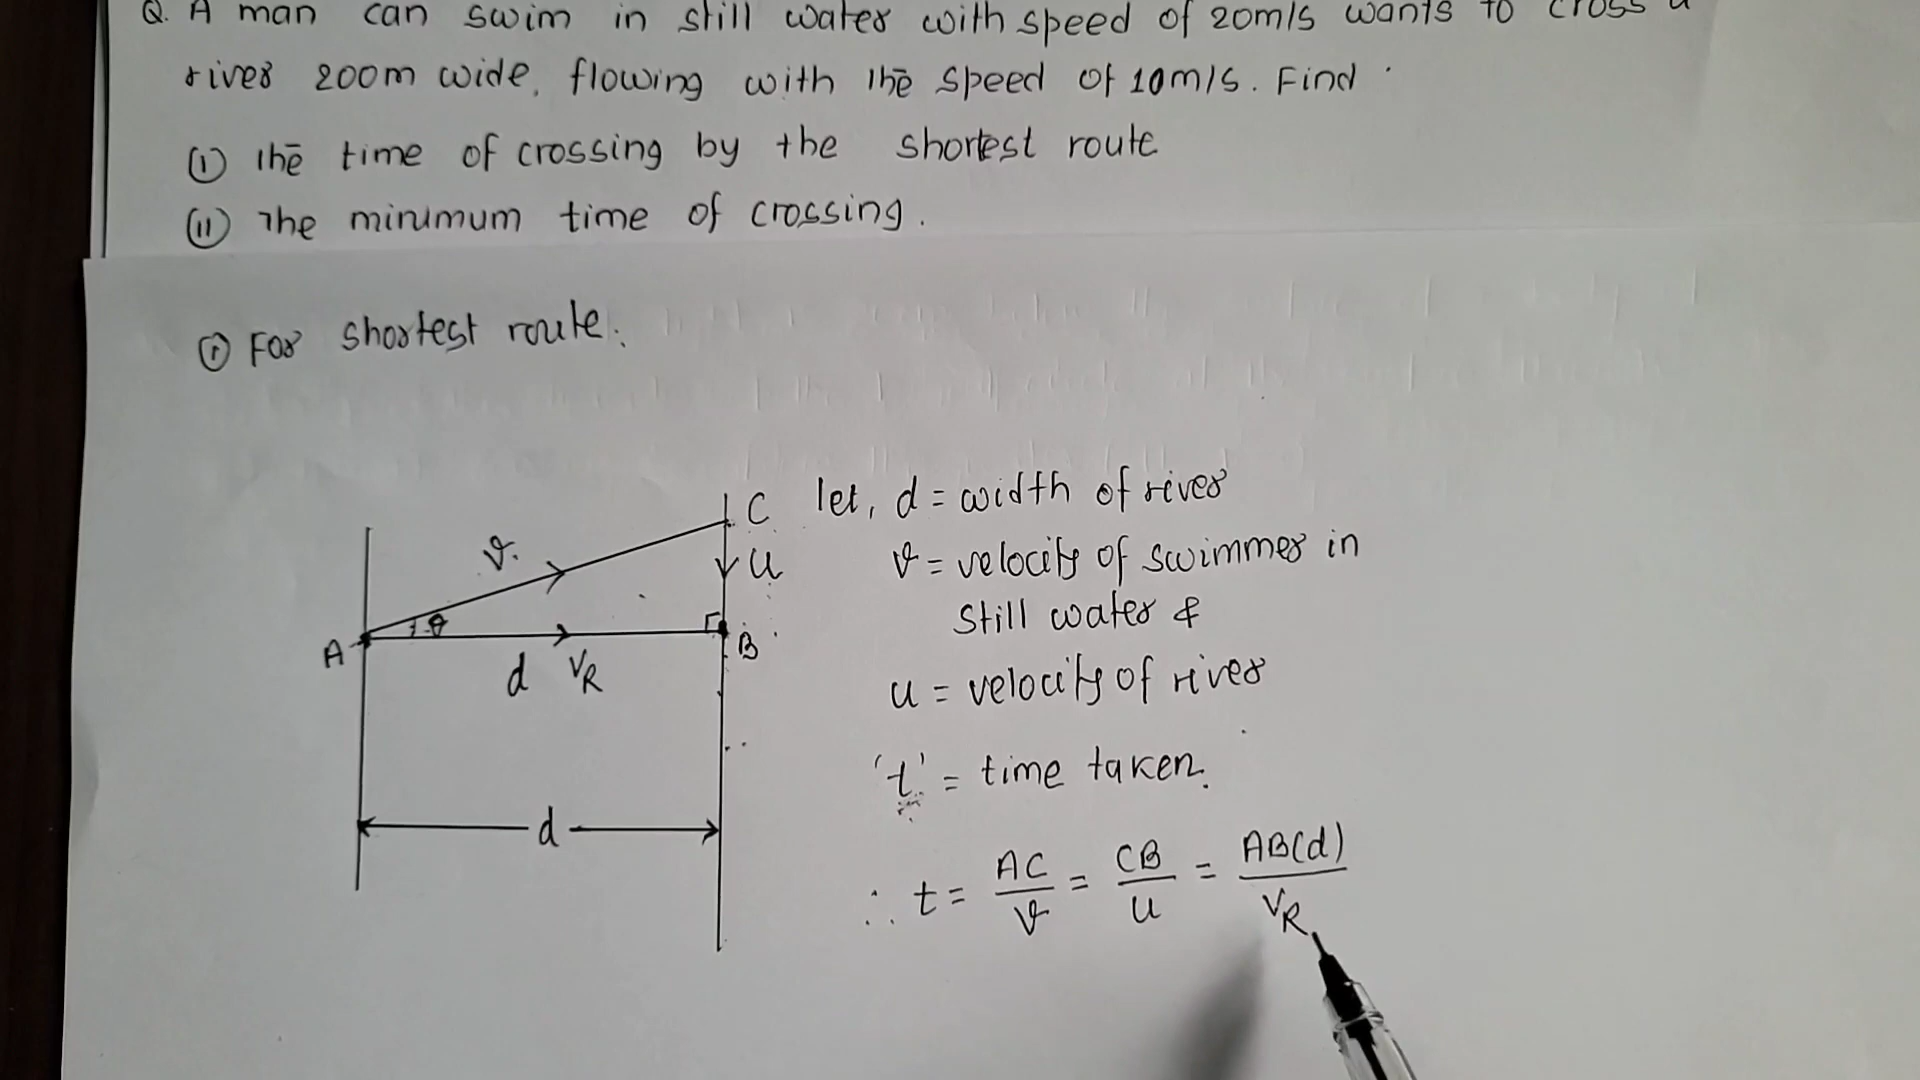 Q. A man can swim in still water with speed of 20m/s wants to cross a
river 200m wide, flowing with the speed of 10m/s. Find
(I) The time of crossing by the shortest route
(II) The minimum time of crossing.
(I) For shortest route:
C
v
u
θ
A
B
d VR
d
let, d = width of river
v = velocity of swimmer in
still water &
u = velocity of river
't' = time taken.
∴ t = AC/v = CB/u = AB(d)/VR